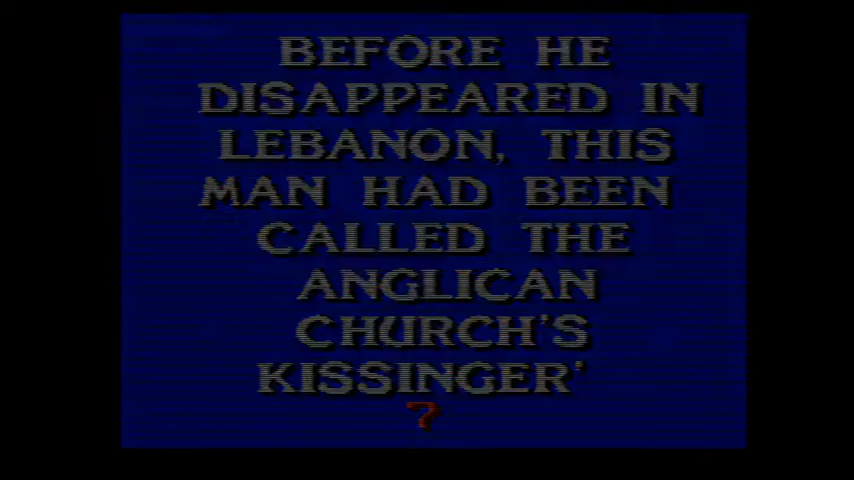 BEFORE HE
DISAPPEARED IN
LEBANON, THIS
MAN HAD BEEN
CALLED THE
ANGLICAN
CHURCH'S
KISSINGER'
?